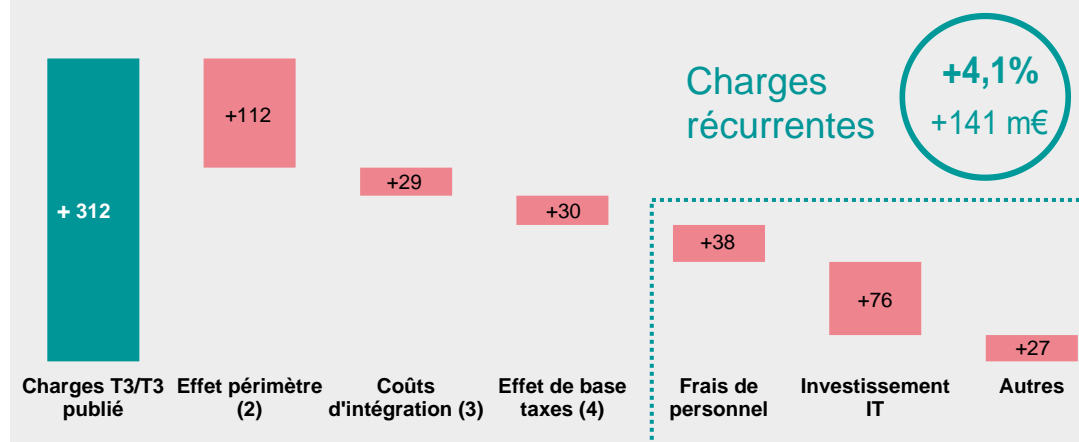 Charges
récurrentes
+4,1%
+141 m€
+112
+29
+ 312
+30
+38
+76
+27
Charges T3/T3
publié
Effet périmètre
(2)
Coûts
d'intégration (3)
Effet de base
taxes (4)
Frais de
personnel
Investissement
IT
Autres